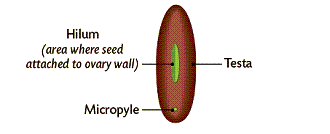 Hilum
(area where seed
attached to ovary wall)
Testa
Micropyle